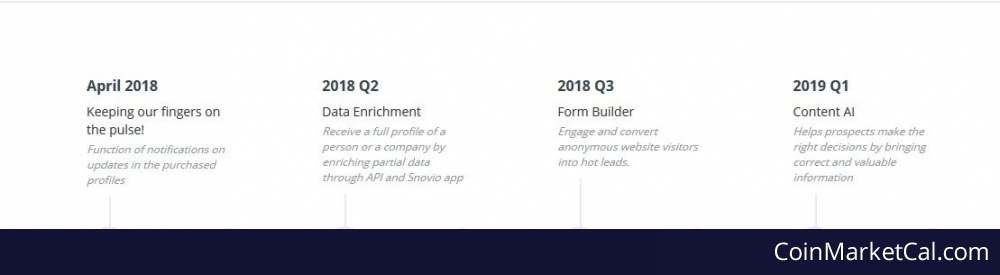 April 2018
Keeping our fingers on
the pulse!
Function of notifications on
updates in the purchased
profiles
2018 Q2
Data Enrichment
Receive a full profile of a
person or a company by
enriching partial data
through API and Snovio app
2018 Q3
Form Builder
Engage and convert
anonymous website visitors
into hot leads.
2019 Q1
Content AI
Helps prospects make the
right decisions by bringing
correct and valuable
information
CoinMarketCal.com